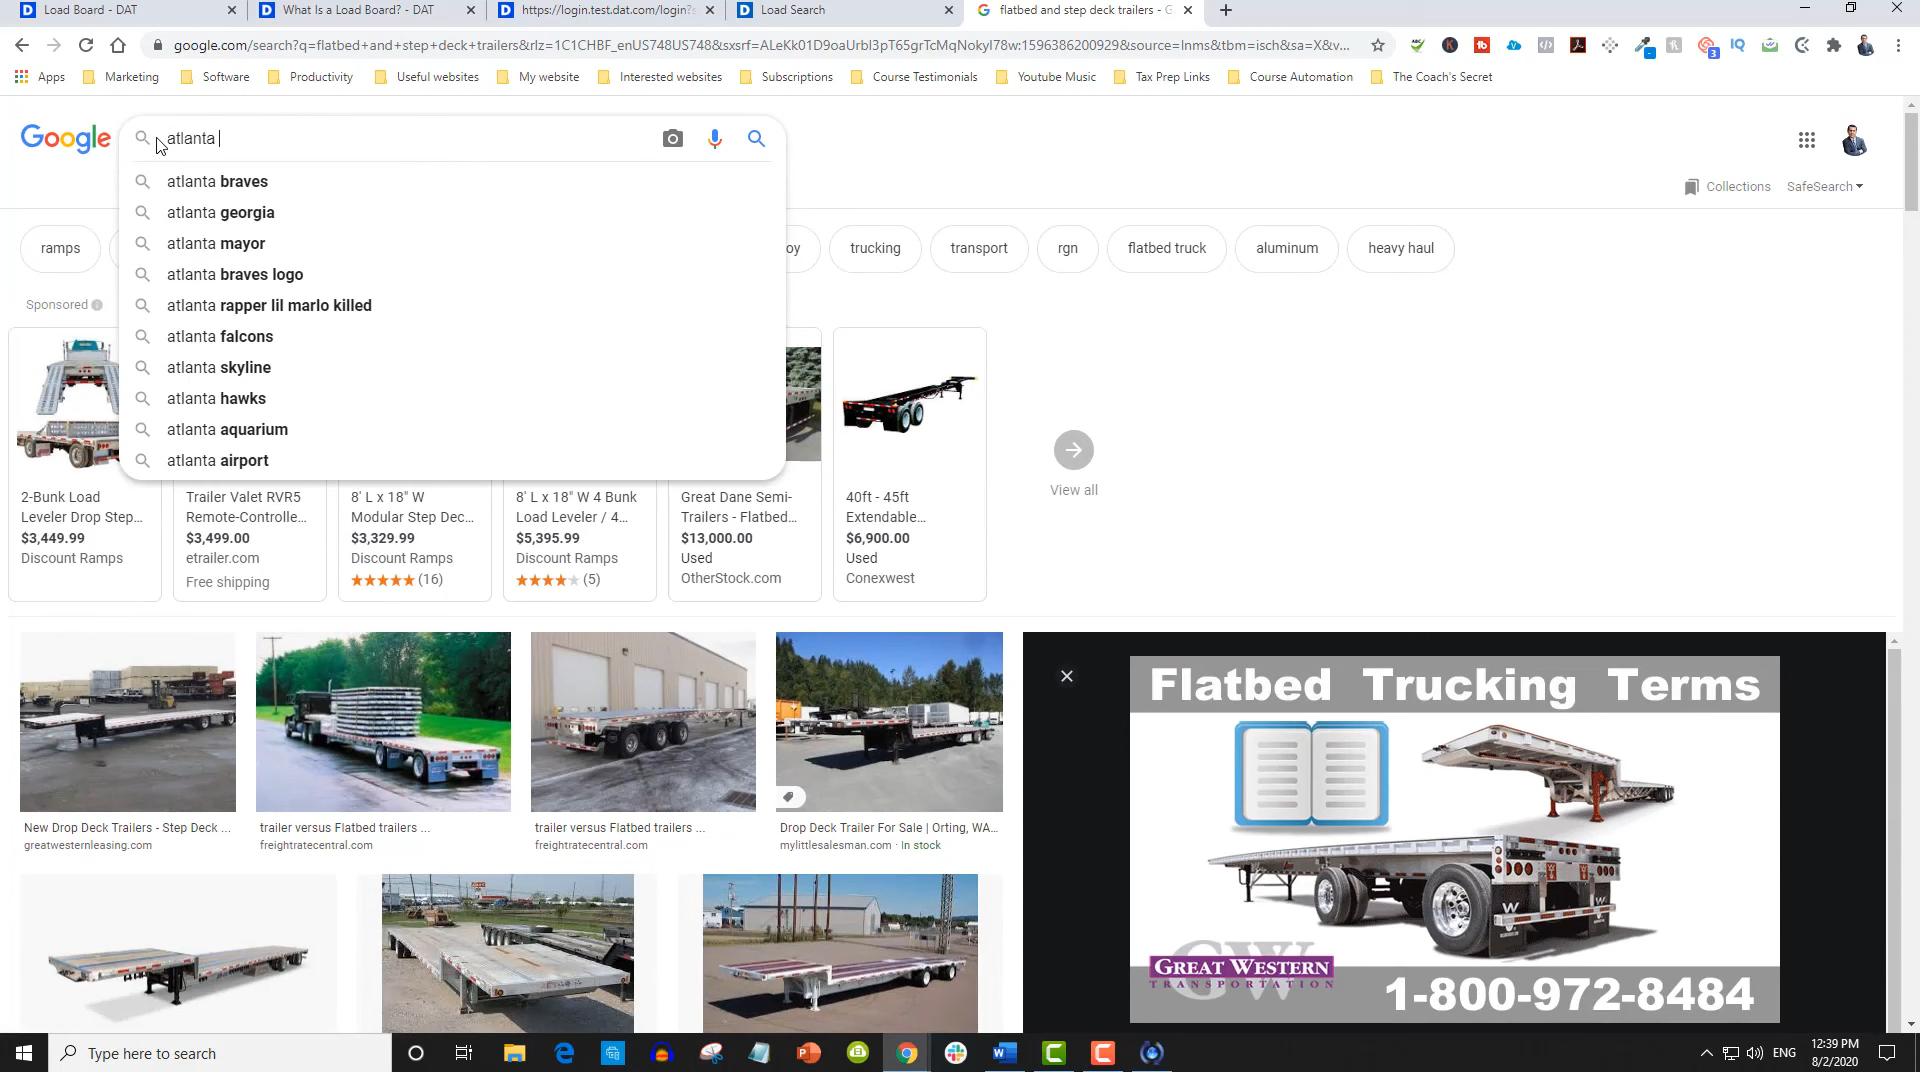 Load Board - DAT
What Is a Load Board? - DAT
https://login.test.dat.com/login?s
Load Search
flatbed and step deck trailers - G
google.com/search?q=flatbed+and+step+deck+trailers&rlz=1C1CHBF_enUS748US748&sxsrf=ALeKk01D9oaUrbI3pT65grTcMqNokyI78w:1596386200929&source=lnms&tbm=isch&sa=X&v...
Apps
Marketing
Software
Productivity
Useful websites
My website
Interested websites
Subscriptions
Course Testimonials
Youtube Music
Tax Prep Links
Course Automation
The Coach's Secret
Google
atlanta
Collections
SafeSearch
atlanta braves
atlanta georgia
atlanta mayor
atlanta braves logo
atlanta rapper lil marlo killed
atlanta falcons
atlanta skyline
atlanta hawks
atlanta aquarium
atlanta airport
ramps
oy
trucking
transport
rgn
flatbed truck
aluminum
heavy haul
Sponsored
View all
2-Bunk Load
Leveler Drop Step...
$3,449.99
Discount Ramps
Trailer Valet RVR5
Remote-Controlle...
$3,499.00
etrailer.com
Free shipping
8' L x 18" W
Modular Step Dec...
$3,329.99
Discount Ramps
(16)
8' L x 18" W 4 Bunk
Load Leveler / 4...
$5,395.99
Discount Ramps
(5)
Great Dane Semi-
Trailers - Flatbed...
$13,000.00
Used
OtherStock.com
40ft - 45ft
Extendable...
$6,900.00
Used
Conexwest
New Drop Deck Trailers - Step Deck ...
greatwesternleasing.com
trailer versus Flatbed trailers ...
freightratecentral.com
trailer versus Flatbed trailers ...
freightratecentral.com
Drop Deck Trailer For Sale | Orting, WA...
mylittlesalesman.com · In stock
Flatbed Trucking Terms
W
W
GW
GREAT WESTERN
TRANSPORTATION
1-800-972-8484
Type here to search
ENG
12:39 PM
8/2/2020